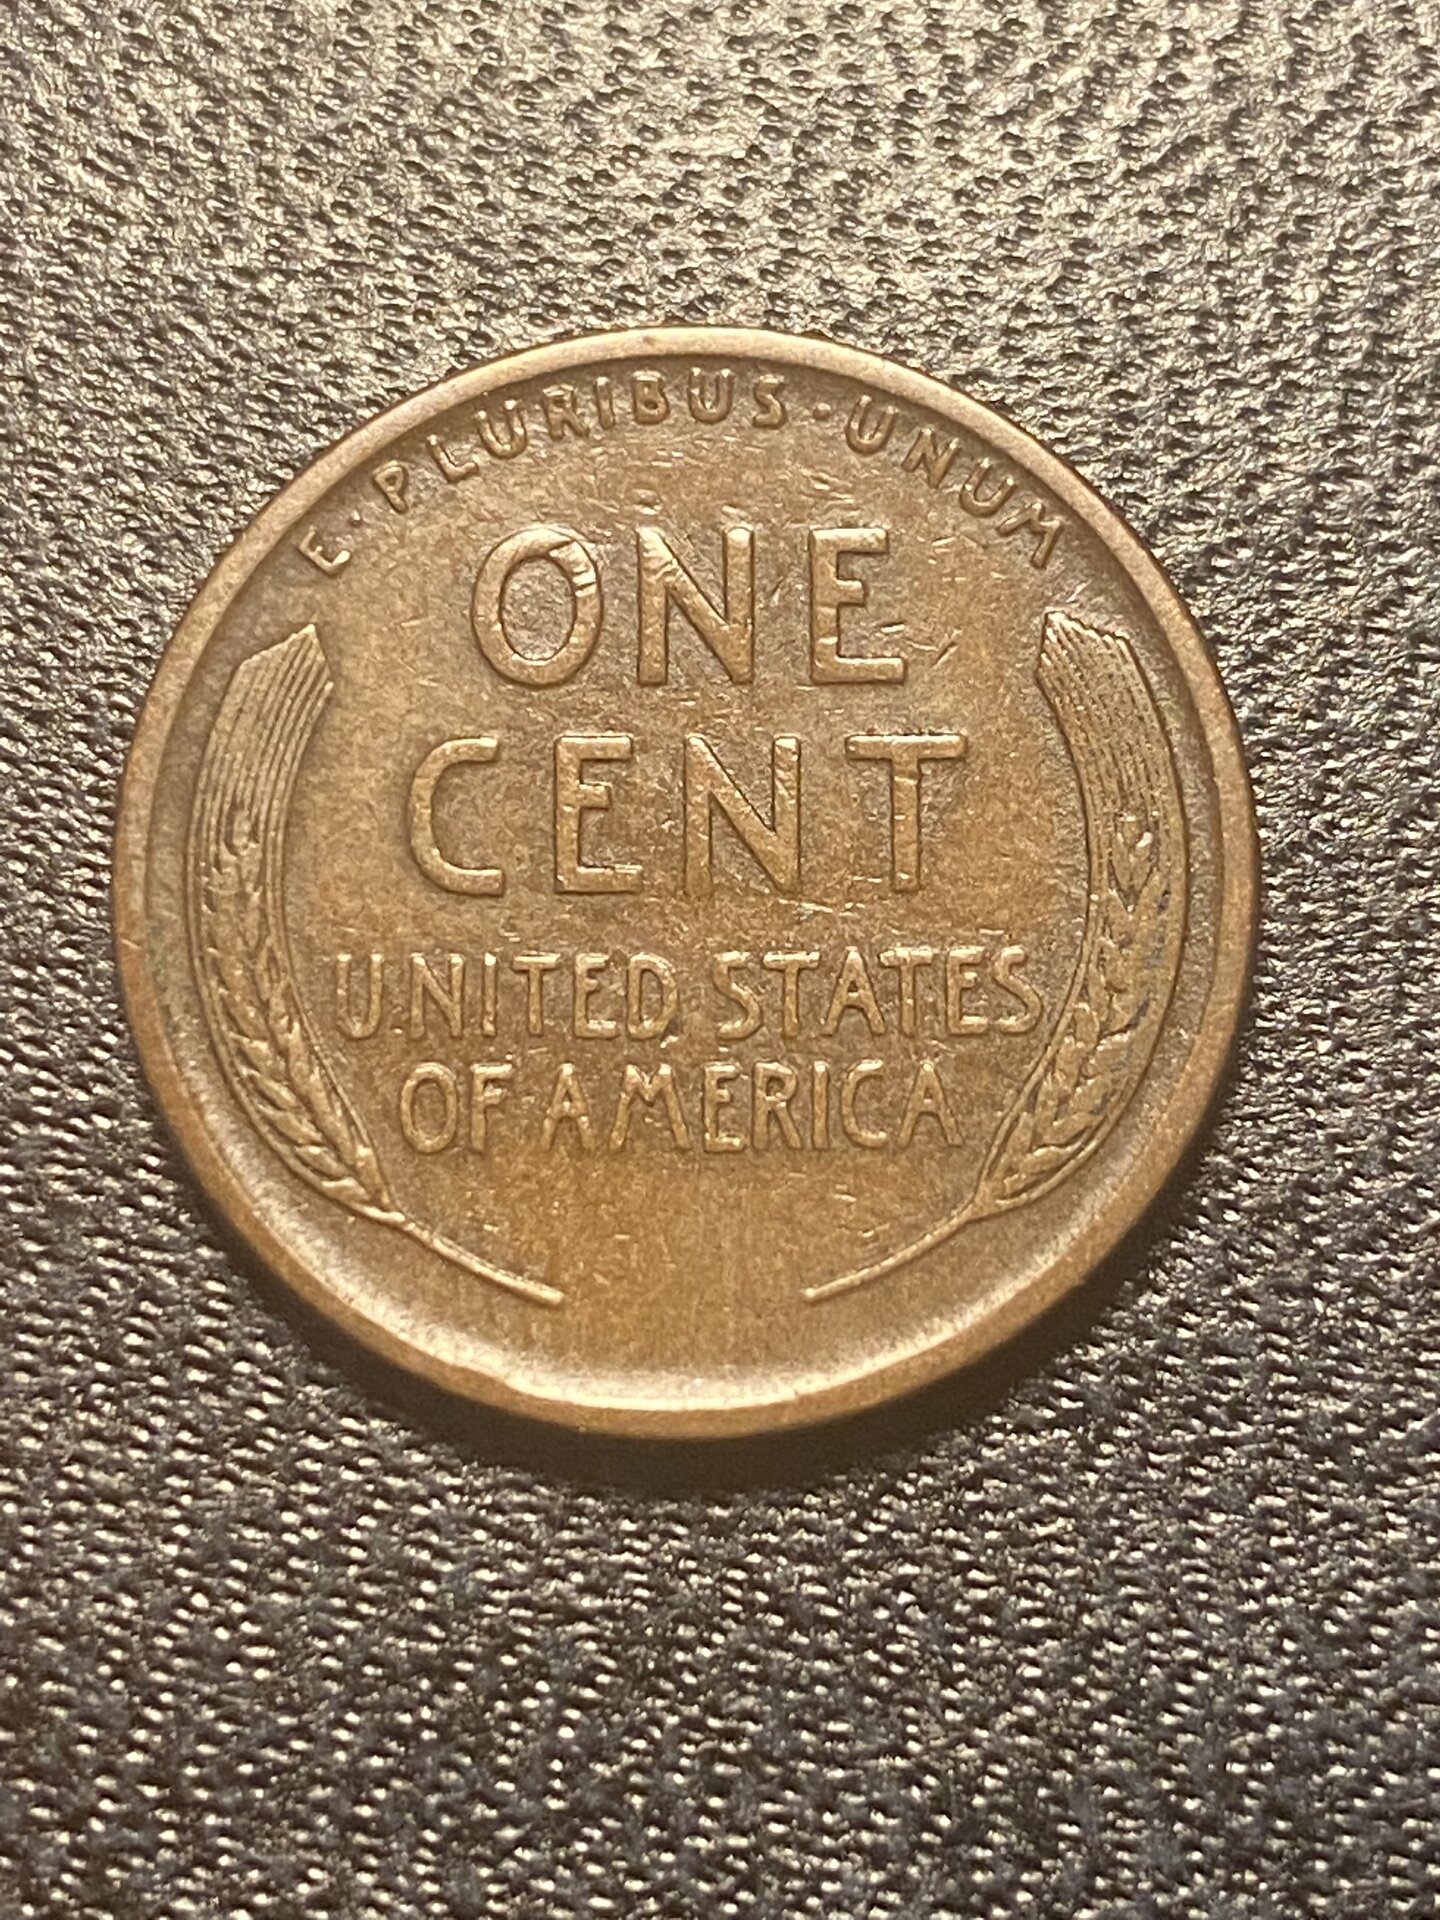 E·PLURIBUS·UNUM
ONE
CENT
UNITED STATES
OF AMERICA